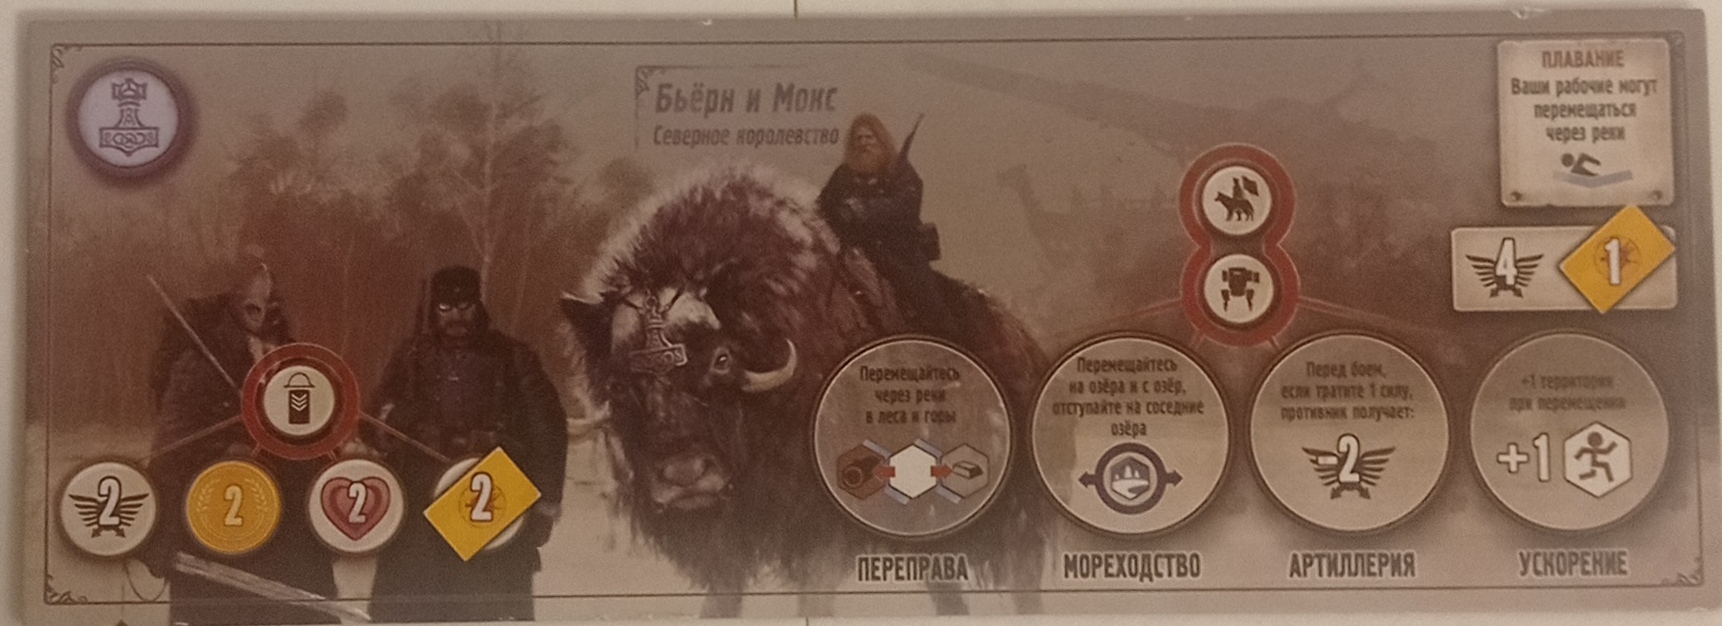 Бьёрн и Мокс
Северное королевство
ПЛАВАНИЕ
Ваши рабочие могут
перемещаться
через реки
4
1
2
2
2
2
Перемещайтесь
через реки
в леса и горы
ПЕРЕПРАВА
Перемещайтесь
на озёра и с озёр,
отступайте на соседние
озёра
МОРЕХОДСТВО
Перед боем,
если тратите 1 силу,
противник получает:
-2
АРТИЛЛЕРИЯ
+1 территория
при перемещении
+1
УСКОРЕНИЕ